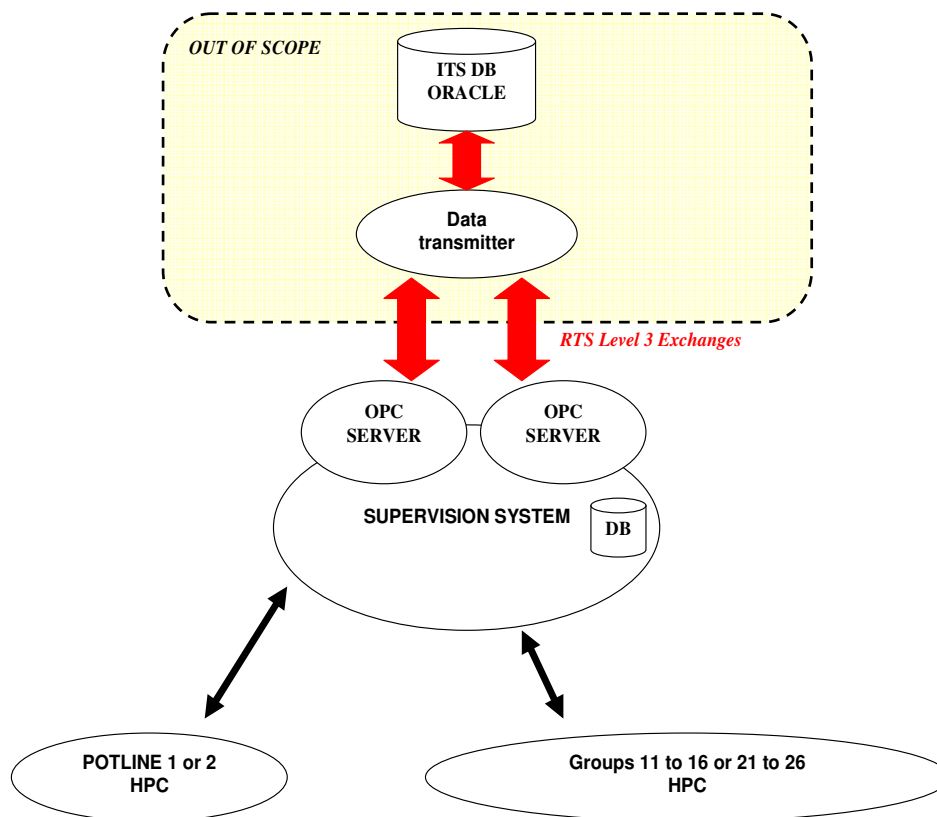 OUT OF SCOPE
ITS DB
ORACLE
Data
transmitter
RTS Level 3 Exchanges
OPC
SERVER
OPC
SERVER
SUPERVISION SYSTEM
DB
POTLINE 1 or 2
HPC
Groups 11 to 16 or 21 to 26
HPC